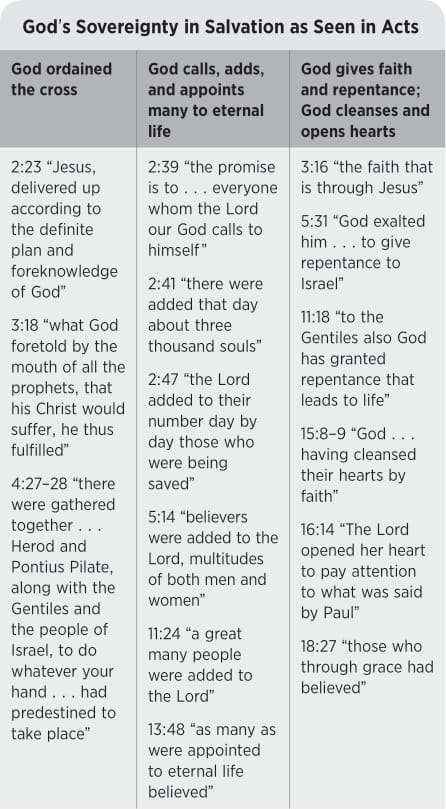 God’s Sovereignty in Salvation as Seen in Acts
God ordained
the cross
God calls, adds,
and appoints
many to eternal
life
God gives faith
and repentance;
God cleanses and
opens hearts
2:23 “Jesus,
delivered up
according to
the definite
plan and
foreknowledge
of God”
3:18 “what God
foretold by the
mouth of all the
prophets, that
his Christ would
suffer, he thus
fulfilled”
4:27–28 “there
were gathered
together . . .
Herod and
Pontius Pilate,
along with the
Gentiles and
the people of
Israel, to do
whatever your
hand . . . had
predestined to
take place”
2:39 “the promise
is to . . . everyone
whom the Lord
our God calls to
himself”
2:41 “there were
added that day
about three
thousand souls”
2:47 “the Lord
added to their
number day by
day those who
were being
saved”
5:14 “believers
were added to the
Lord, multitudes
of both men and
women”
11:24 “a great
many people
were added to
the Lord”
13:48 “as many as
were appointed
to eternal life
believed”
3:16 “the faith that
is through Jesus”
5:31 “God exalted
him . . . to give
repentance to
Israel”
11:18 “to the
Gentiles also God
has granted
repentance that
leads to life”
15:8–9 “God . . .
having cleansed
their hearts by
faith”
16:14 “The Lord
opened her heart
to pay attention
to what was said
by Paul”
18:27 “those who
through grace had
believed”